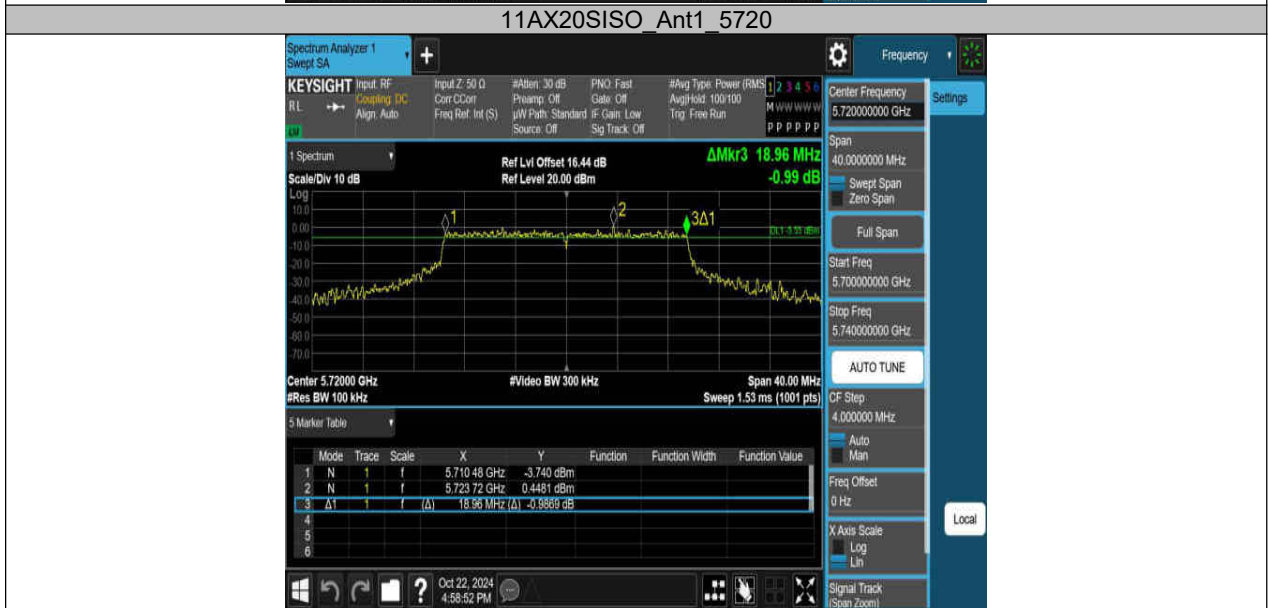 11AX20SISO_Ant1_5720
Spectrum Analyzer 1
Swept SA
+
Frequency
KEYSIGHT
RL
Input: RF
Coupling: DC
Align: Auto
Input Z: 50 Ω
Corr CCorr
Freq Ref: Int (S)
#Atten: 30 dB
Preamp: Off
µW Path: Standard
Source: Off
PNO: Fast
Gate: Off
IF Gain: Low
Sig Track: Off
#Avg Type: Power (RMS
Avg|Hold: 100/100
Trig: Free Run
1 2 3 4 5 6
M W W W W W
P P P P P P
Center Frequency
5.720000000 GHz
Settings
1 Spectrum
Ref Lvl Offset 16.44 dB
ΔMkr3 18.96 MHz
Scale/Div 10 dB
Ref Level 20.00 dBm
-0.99 dB
Log
10.0
0.00
-10.0
-20.0
-30.0
-40.0
-50.0
-60.0
-70.0
1
2
3Δ1
Span
40.0000000 MHz
Swept Span
Zero Span
Full Span
Start Freq
5.700000000 GHz
Stop Freq
5.740000000 GHz
AUTO TUNE
Center 5.72000 GHz
#Video BW 300 kHz
Span 40.00 MHz
#Res BW 100 kHz
Sweep 1.53 ms (1001 pts)
CF Step
4.000000 MHz
Auto
Man
5 Marker Table
Mode Trace Scale X Y Function Function Width Function Value
1 N 1 f 5.710 48 GHz -3.740 dBm
2 N 1 f 5.723 72 GHz 0.4481 dBm
3 Δ1 1 f (Δ) 18.96 MHz (Δ) -0.9869 dB
4
5
6
Freq Offset
0 Hz
X Axis Scale
Log
Lin
Local
Signal Track
(Span Zoom)
?
Oct 22, 2024
4:58:52 PM